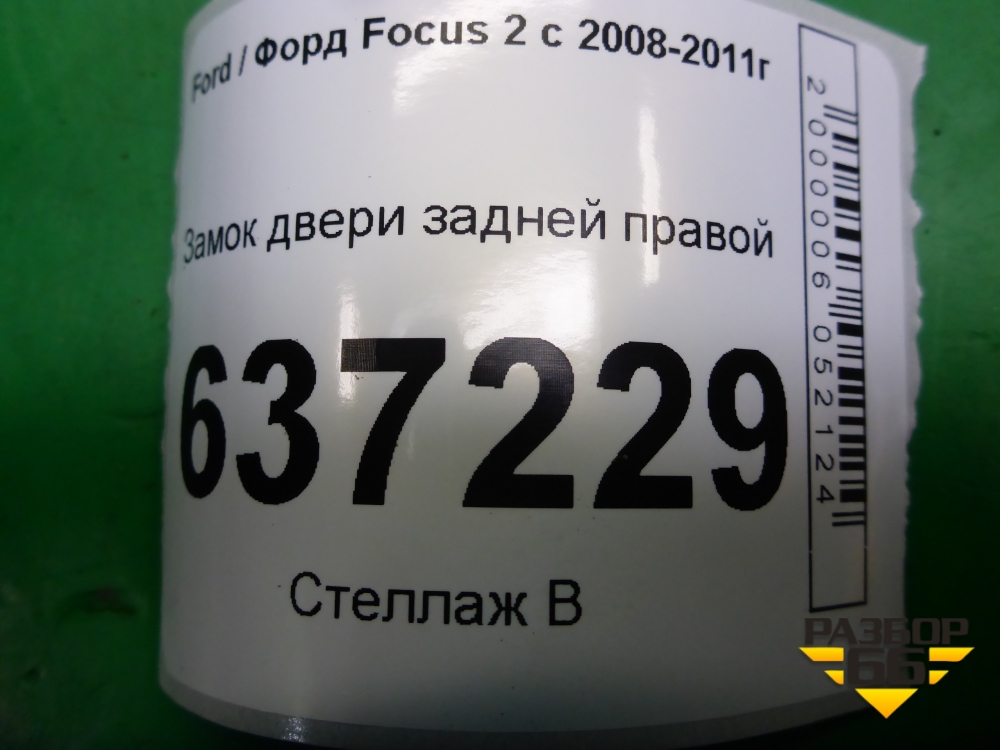 Ford / Форд Focus 2 с 2008-2011г
Замок двери задней правой
637229
Стеллаж В
2000006052124
РАЗБОР
66